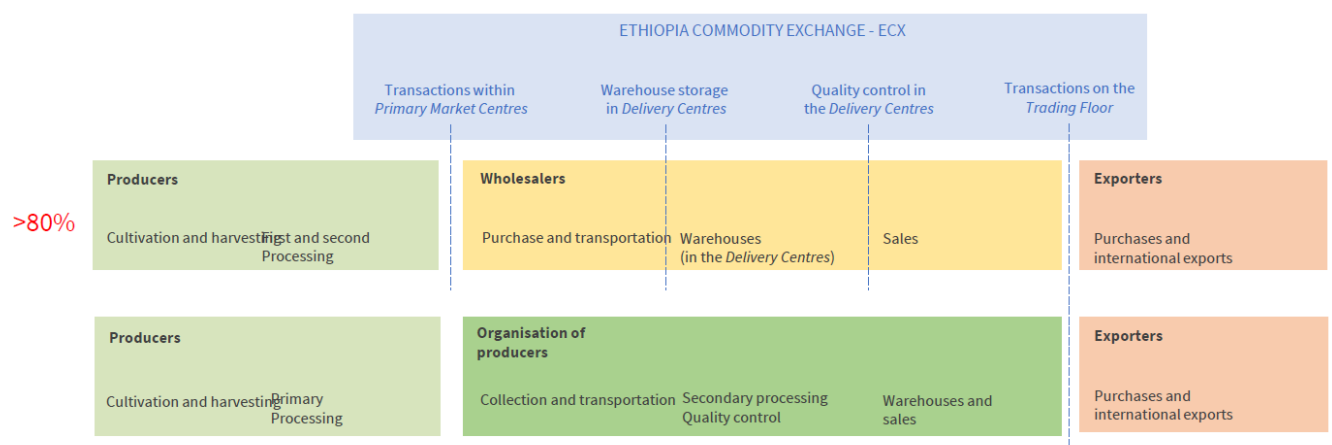 ETHIOPIA COMMODITY EXCHANGE - ECX
Transactions within
Primary Market Centres
Warehouse storage
in Delivery Centres
Quality control in
the Delivery Centres
Transactions on the
Trading Floor
>80%
Producers
Cultivation and harvesting
First and second
Processing
Wholesalers
Purchase and transportation
Warehouses
(in the Delivery Centres)
Sales
Exporters
Purchases and
international exports
Producers
Cultivation and harvesting
Primary
Processing
Organisation of
producers
Collection and transportation
Secondary processing
Quality control
Warehouses and
sales
Exporters
Purchases and
international exports